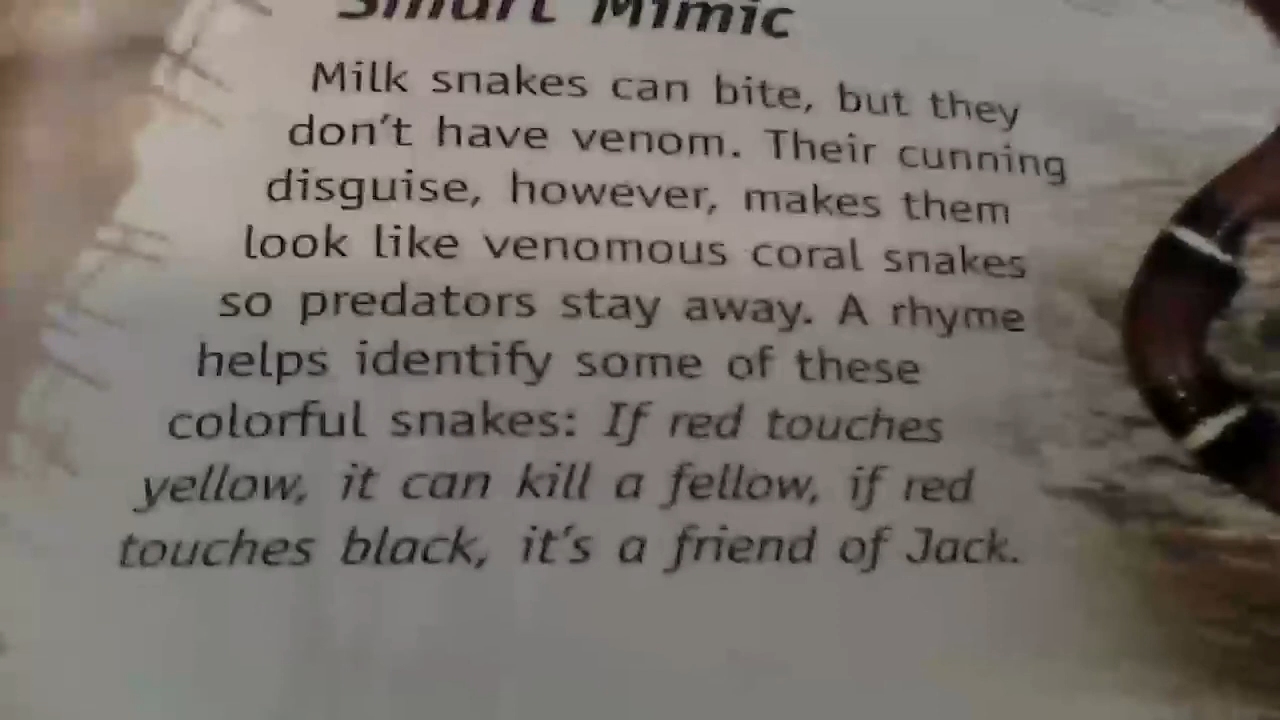 Smart Mimic
Milk snakes can bite, but they
don't have venom. Their cunning
disguise, however, makes them
look like venomous coral snakes
so predators stay away. A rhyme
helps identify some of these
colorful snakes: If red touches
yellow, it can kill a fellow, if red
touches black, it's a friend of Jack.